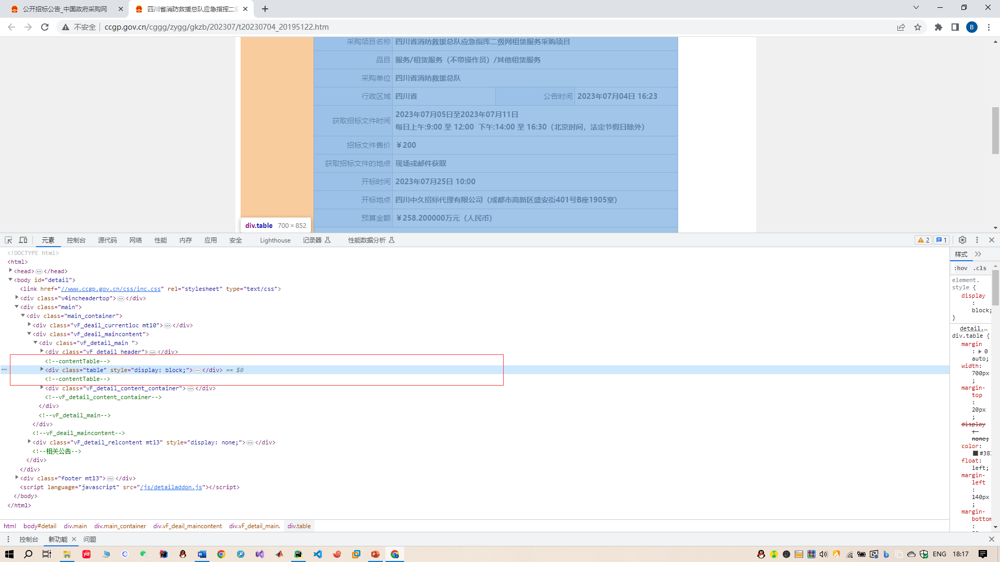 公开招标公告_中国政府采购网
四川省消防救援总队应急指挥二级
不安全
ccgp.gov.cn/cggg/zygg/gkzb/202307/t20230704_20195122.htm
B
采购项目名称 四川省消防救援总队应急指挥二级网租赁服务采购项目
品目 服务/租赁服务（不带操作员）/其他租赁服务
采购单位 四川省消防救援总队
行政区域 四川省 公告时间 2023年07月04日 16:23
获取招标文件时间 2023年07月05日至2023年07月11日
每日上午:9:00 至 12:00 下午:14:00 至 16:30（北京时间，法定节假日除外）
招标文件售价 ￥200
获取招标文件的地点 现场或邮件获取
开标时间 2023年07月25日 10:00
开标地点 四川中久招标代理有限公司（成都市高新区盛安街401号B座1905室）
预算金额 ￥258.200000万元（人民币）
div.table 700 × 852
元素 控制台 源代码 网络 性能 内存 应用 安全 Lighthouse 记录器 性能数据分析 2 1
<!DOCTYPE html>
<html>
<head>…</head>
<body id="detail">
<link href="//www.ccgp.gov.cn/css/inc.css" rel="stylesheet" type="text/css">
<div class="v4incheadertop">…</div>
<div class="main">
<div class="main_container">
<div class="vF_deail_currentloc mt10">…</div>
<div class="vF_deail_maincontent">
<div class="vF_detail_main ">
<div class="vF_detail_header">…</div>
<!--contentTable-->
… <div class="table" style="display: block;">…</div> == $0
<!--contentTable-->
<div class="vF_detail_content_container">…</div>
<!--vF_detail_content_container-->
</div>
<!--vF_detail_main-->
</div>
<!--vF_deail_maincontent-->
<div class="vF_detail_relcontent mt13" style="display: none;">…</div>
<!--相关公告-->
</div>
</div>
<div class="footer mt13">…</div>
<script language="javascript" src="/js/detailaddon.js"></script>
</body>
</html>
样式
:hov .cls
element.
style {
display
:
block;
}
detail.…
div.table {
margin
: 0
auto;
width:
700px
;
margin-
top
:
20px
;
display
:
none;
color:
#38
float:
left;
margin-
left
:
140px
;
margin-
bottom
:
html body#detail div.main div.main_container div.vF_deail_maincontent div.vF_detail_main. div.table
控制台 新功能 问题
ENG 18:17